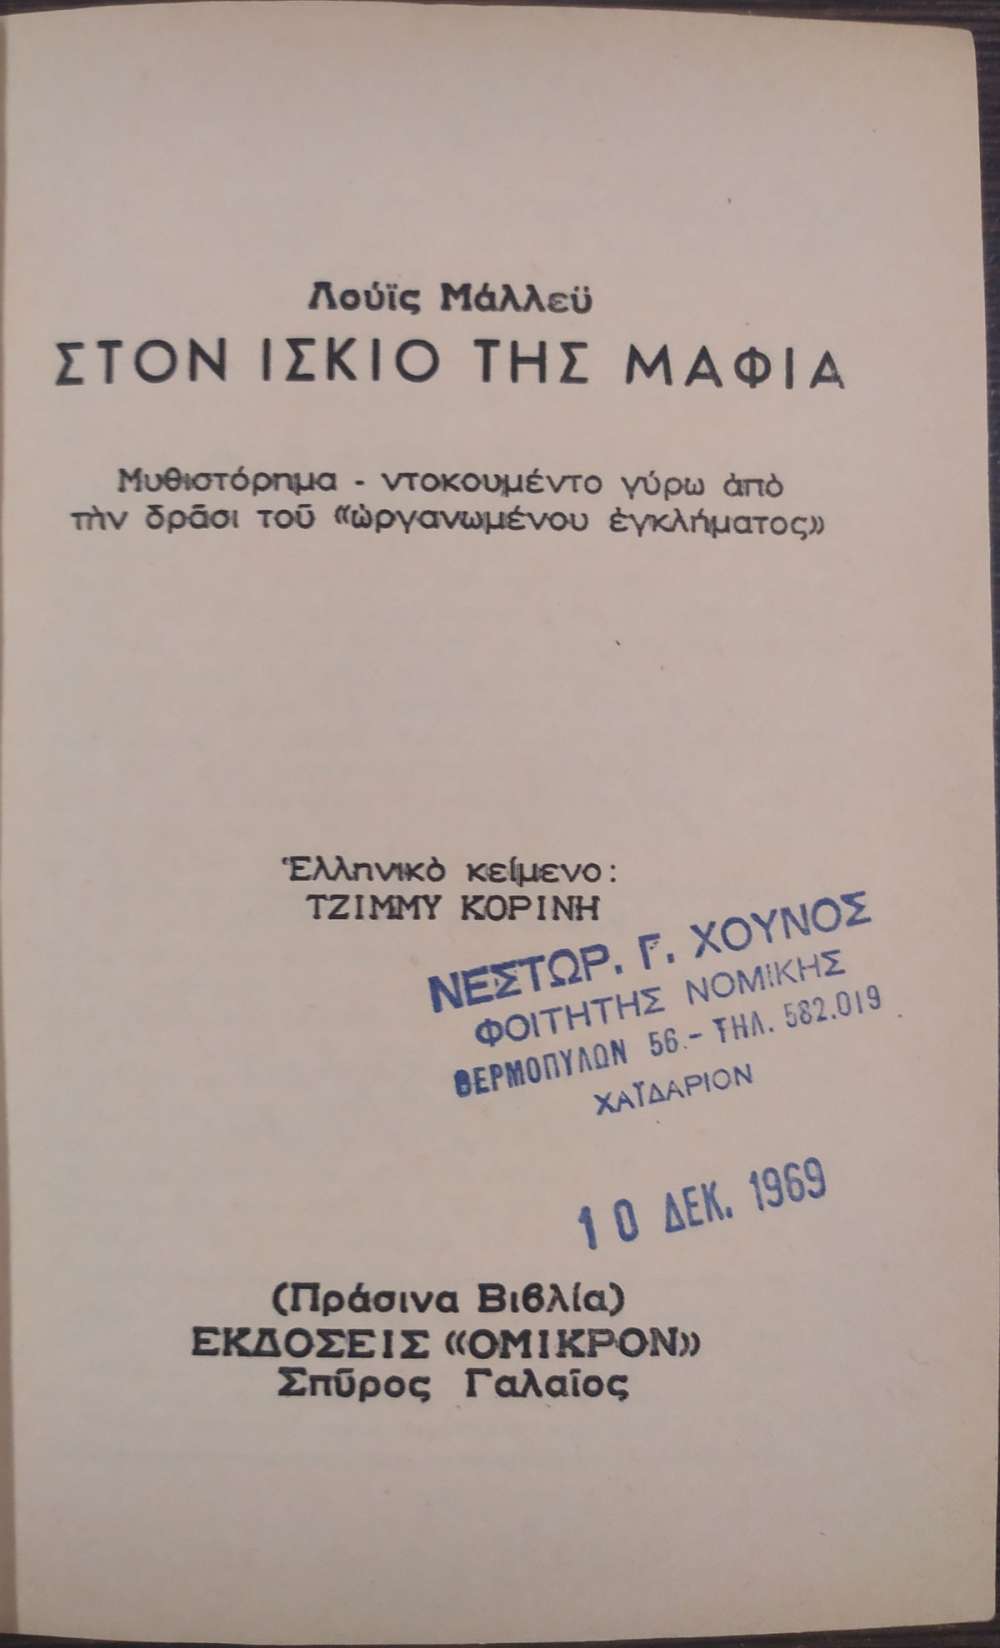 Λούϊς Μάλλεϋ
ΣΤΟΝ ΙΣΚΙΟ ΤΗΣ ΜΑΦΙΑ
Μυθιστόρημα - ντοκουμέντο γύρω ἀπὸ
τὴν δρᾶσι τοῦ «ὠργανωμένου ἐγκλήματος»
Ἑλληνικὸ κείμενο:
ΤΖΙΜΜΥ ΚΟΡΙΝΗ
ΝΕΣΤΩΡ. Γ. ΧΟΥΝΟΣ
ΦΟΙΤΗΤΗΣ ΝΟΜΙΚΗΣ
ΘΕΡΜΟΠΥΛΩΝ 56.- ΤΗΛ. 582.019
ΧΑΪΔΑΡΙΟΝ
10 ΔΕΚ. 1969
(Πράσινα Βιβλία)
ΕΚΔΟΣΕΙΣ «ΟΜΙΚΡΟΝ»
Σπῦρος Γαλαῖος